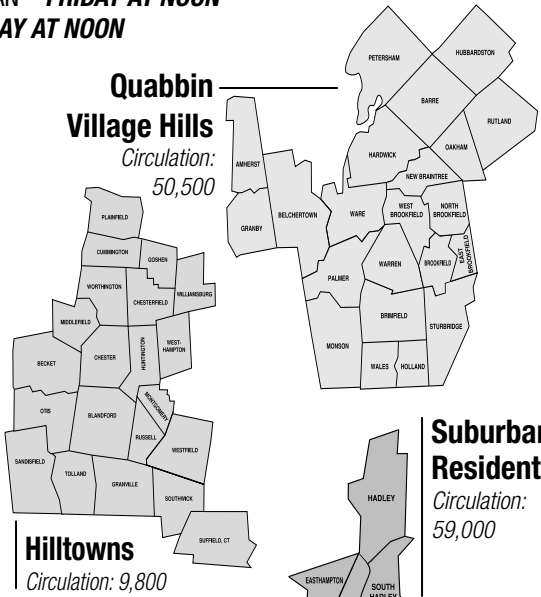 FRIDAY AT NOON
AY AT NOON
Quabbin
Village Hills
Circulation:
50,500
PETERSHAM
HUBBARDSTON
BARRE
RUTLAND
OAKHAM
HARDWICK
NEW BRAINTREE
AMHERST
BELCHERTOWN
GRANBY
WARE
WEST
BROOKFIELD
NORTH
BROOKFIELD
EAST
BROOKFIELD
BROOKFIELD
WARREN
PALMER
BRIMFIELD
STURBRIDGE
MONSON
WALES
HOLLAND
PLAINFIELD
CUMMINGTON
GOSHEN
WORTHINGTON
CHESTERFIELD
WILLIAMSBURG
MIDDLEFIELD
HUNTINGTON
WEST-
HAMPTON
BECKET
CHESTER
MONTGOMERY
OTIS
BLANDFORD
RUSSELL
WESTFIELD
SANDISFIELD
TOLLAND
GRANVILLE
SOUTHWICK
SUFFIELD, CT
Hilltowns
Circulation: 9,800
Suburban
Resident
Circulation:
59,000
HADLEY
EASTHAMPTON
SOUTH
HADLEY